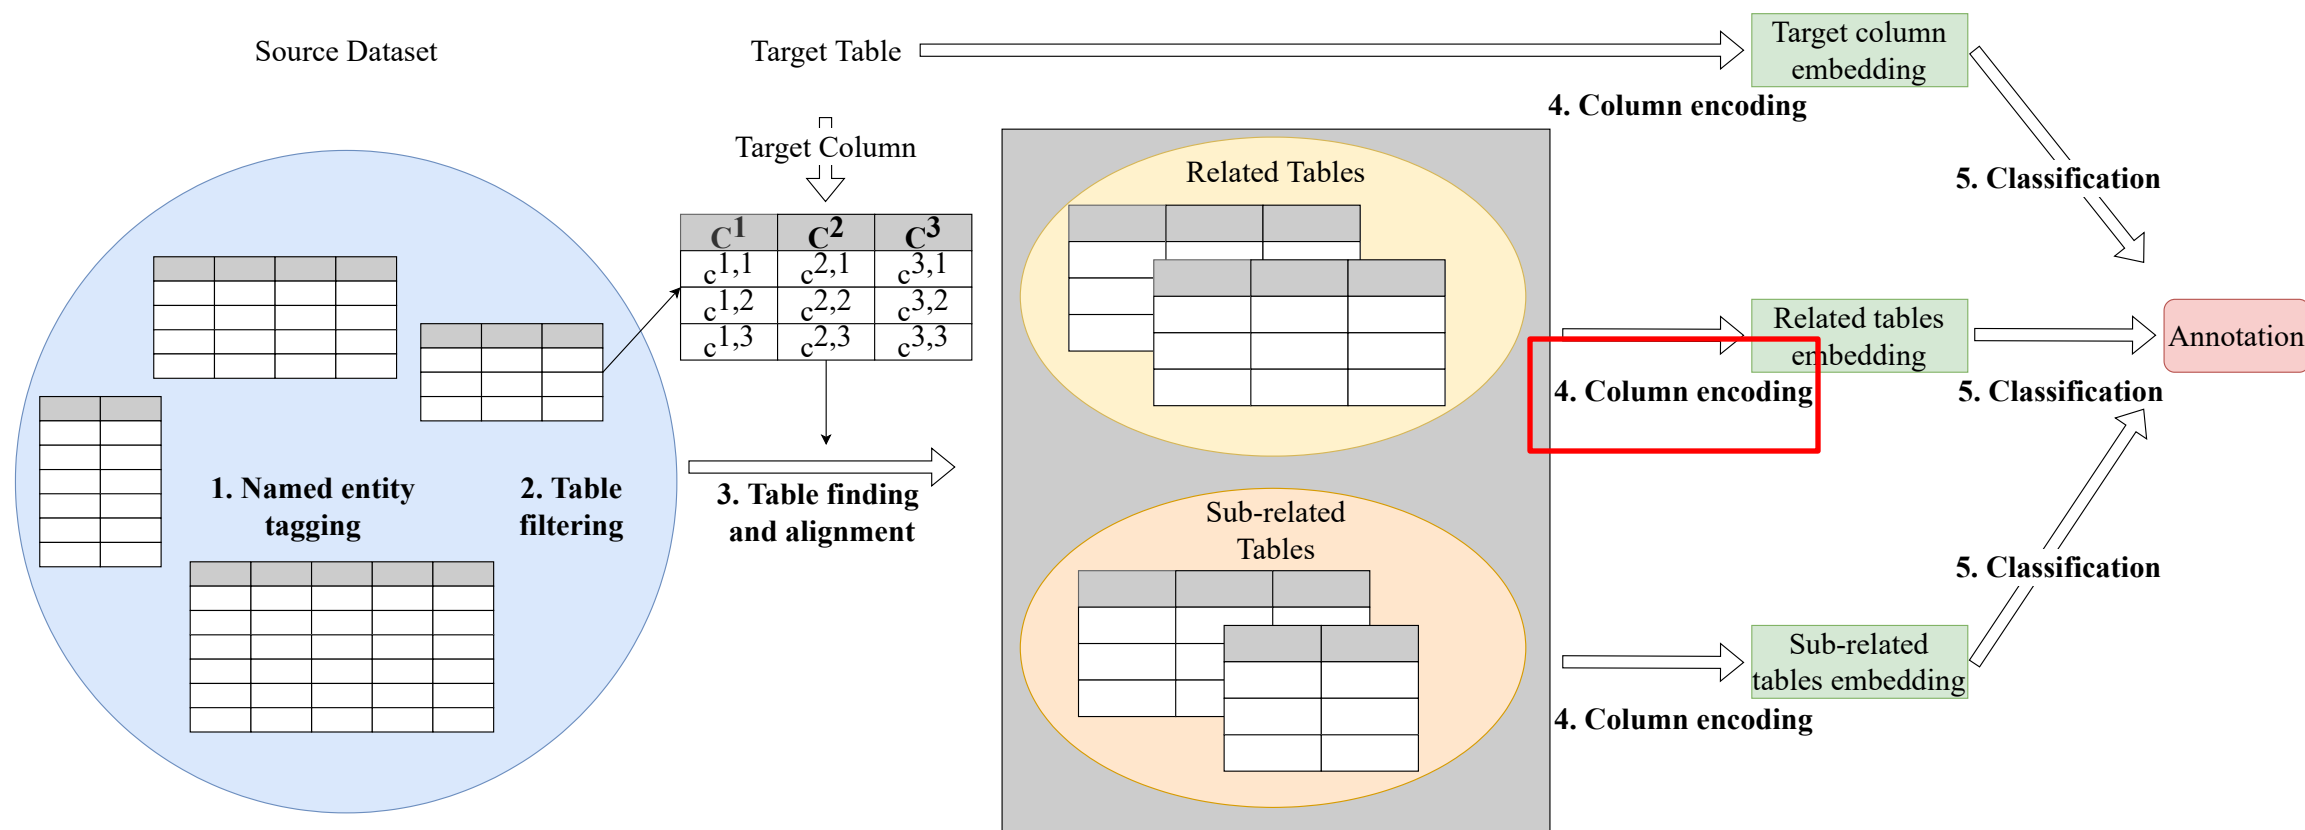 Source Dataset
Target Table
Target column
embedding
4. Column encoding
Target Column
Related Tables
5. Classification
C1 C2 C3
c1,1 c2,1 c3,1
c1,2 c2,2 c3,2
c1,3 c2,3 c3,3
Related tables
embedding
Annotation
4. Column encoding
5. Classification
1. Named entity
tagging
2. Table
filtering
3. Table finding
and alignment
Sub-related
Tables
5. Classification
Sub-related
tables embedding
4. Column encoding